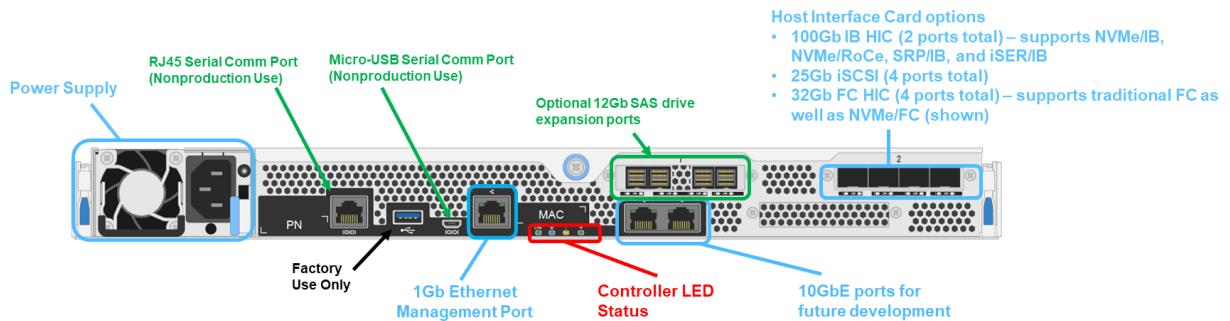 Host Interface Card options
• 100Gb IB HIC (2 ports total) – supports NVMe/IB,
NVMe/RoCe, SRP/IB, and iSER/IB
• 25Gb iSCSI (4 ports total)
• 32Gb FC HIC (4 ports total) – supports traditional FC as
well as NVMe/FC (shown)
RJ45 Serial Comm Port
(Nonproduction Use)
Micro-USB Serial Comm Port
(Nonproduction Use)
Power Supply
Optional 12Gb SAS drive
expansion ports
1
2
PN
MAC
IOIOI
IOIOI
Factory
Use Only
1Gb Ethernet
Management Port
Controller LED
Status
10GbE ports for
future development